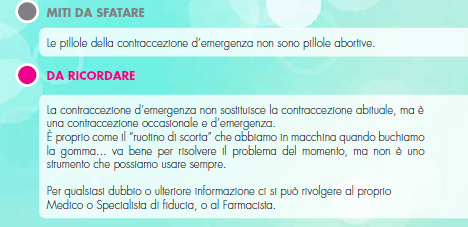 MITI DA SFATARE
Le pillole della contraccezione d'emergenza non sono pillole abortive.
DA RICORDARE
La contraccezione d'emergenza non sostituisce la contraccezione abituale, ma è
una contraccezione occasionale e d'emergenza.
È proprio come il "ruotino di scorta" che abbiamo in macchina quando buchiamo
la gomma... va bene per risolvere il problema del momento, ma non è uno
strumento che possiamo usare sempre.
Per qualsiasi dubbio o ulteriore informazione ci si può rivolgere al proprio
Medico o Specialista di fiducia, o al Farmacista.